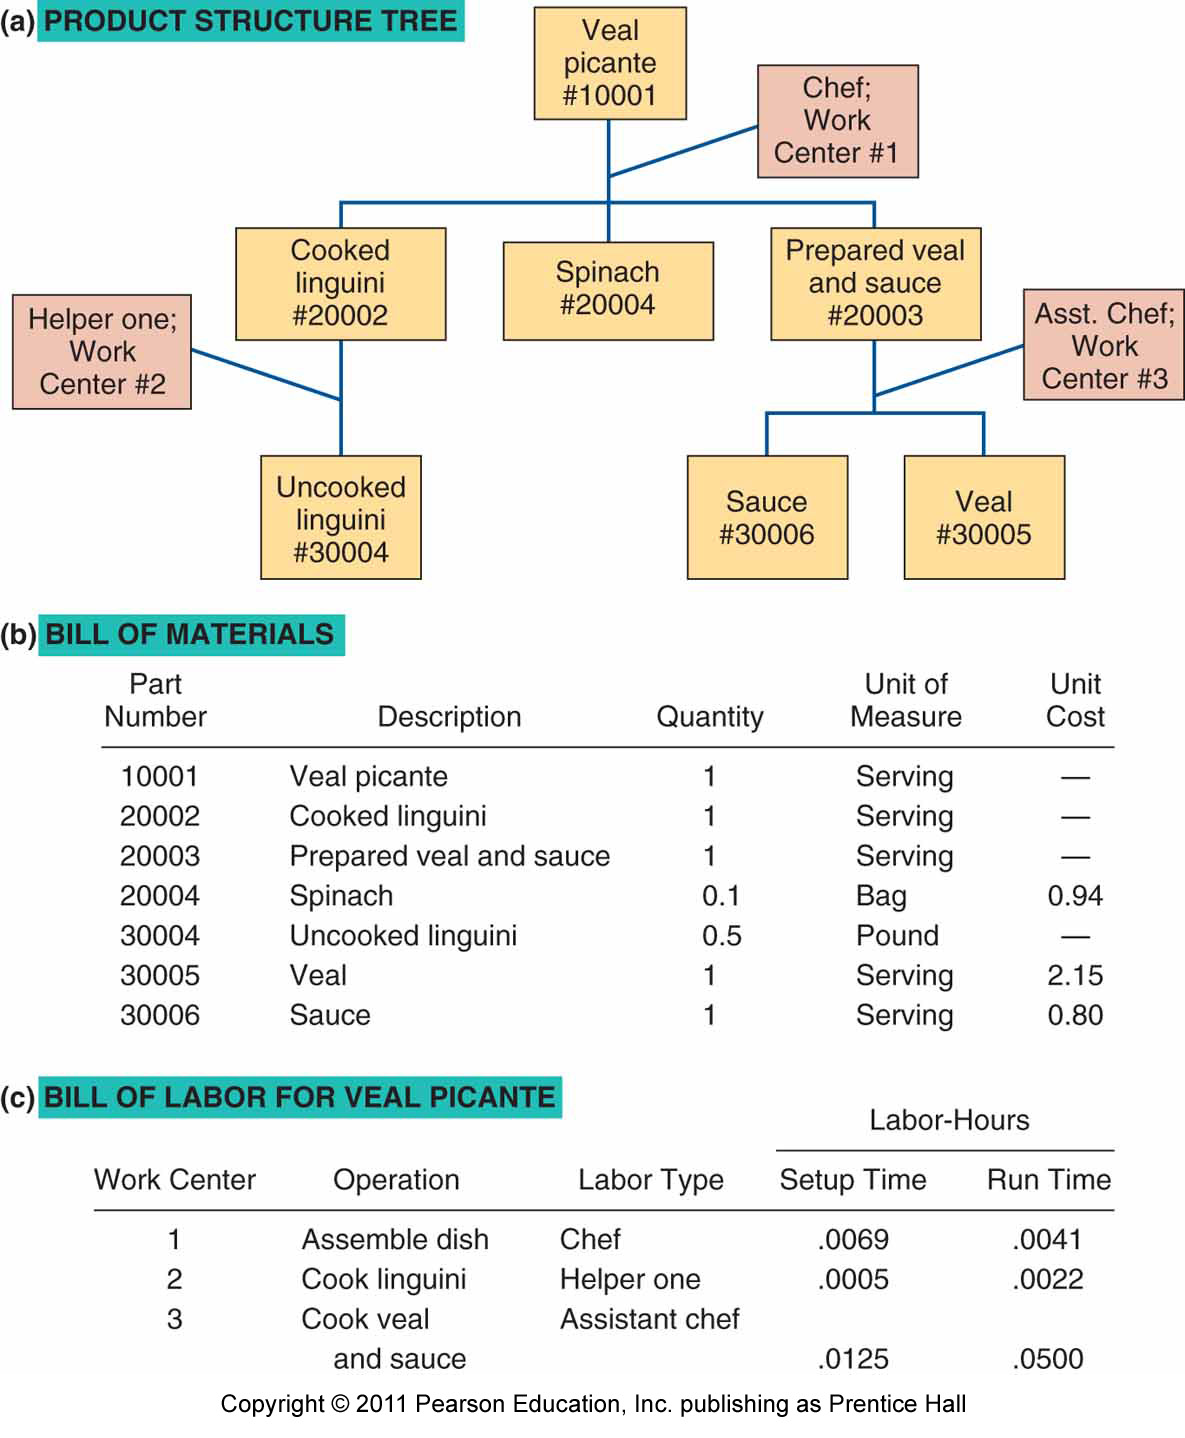 (a) PRODUCT STRUCTURE TREE
Veal
picante
#10001
Chef;
Work
Center #1
Cooked
linguini
#20002
Spinach
#20004
Prepared veal
and sauce
#20003
Helper one;
Work
Center #2
Asst. Chef;
Work
Center #3
Uncooked
linguini
#30004
Sauce
#30006
Veal
#30005
(b) BILL OF MATERIALS
Part Number Description Quantity Unit of Measure Unit Cost
10001 Veal picante 1 Serving —
20002 Cooked linguini 1 Serving —
20003 Prepared veal and sauce 1 Serving —
20004 Spinach 0.1 Bag 0.94
30004 Uncooked linguini 0.5 Pound —
30005 Veal 1 Serving 2.15
30006 Sauce 1 Serving 0.80
(c) BILL OF LABOR FOR VEAL PICANTE
Labor-Hours
Work Center Operation Labor Type Setup Time Run Time
1 Assemble dish Chef .0069 .0041
2 Cook linguini Helper one .0005 .0022
3 Cook veal Assistant chef
and sauce .0125 .0500
Copyright © 2011 Pearson Education, Inc. publishing as Prentice Hall